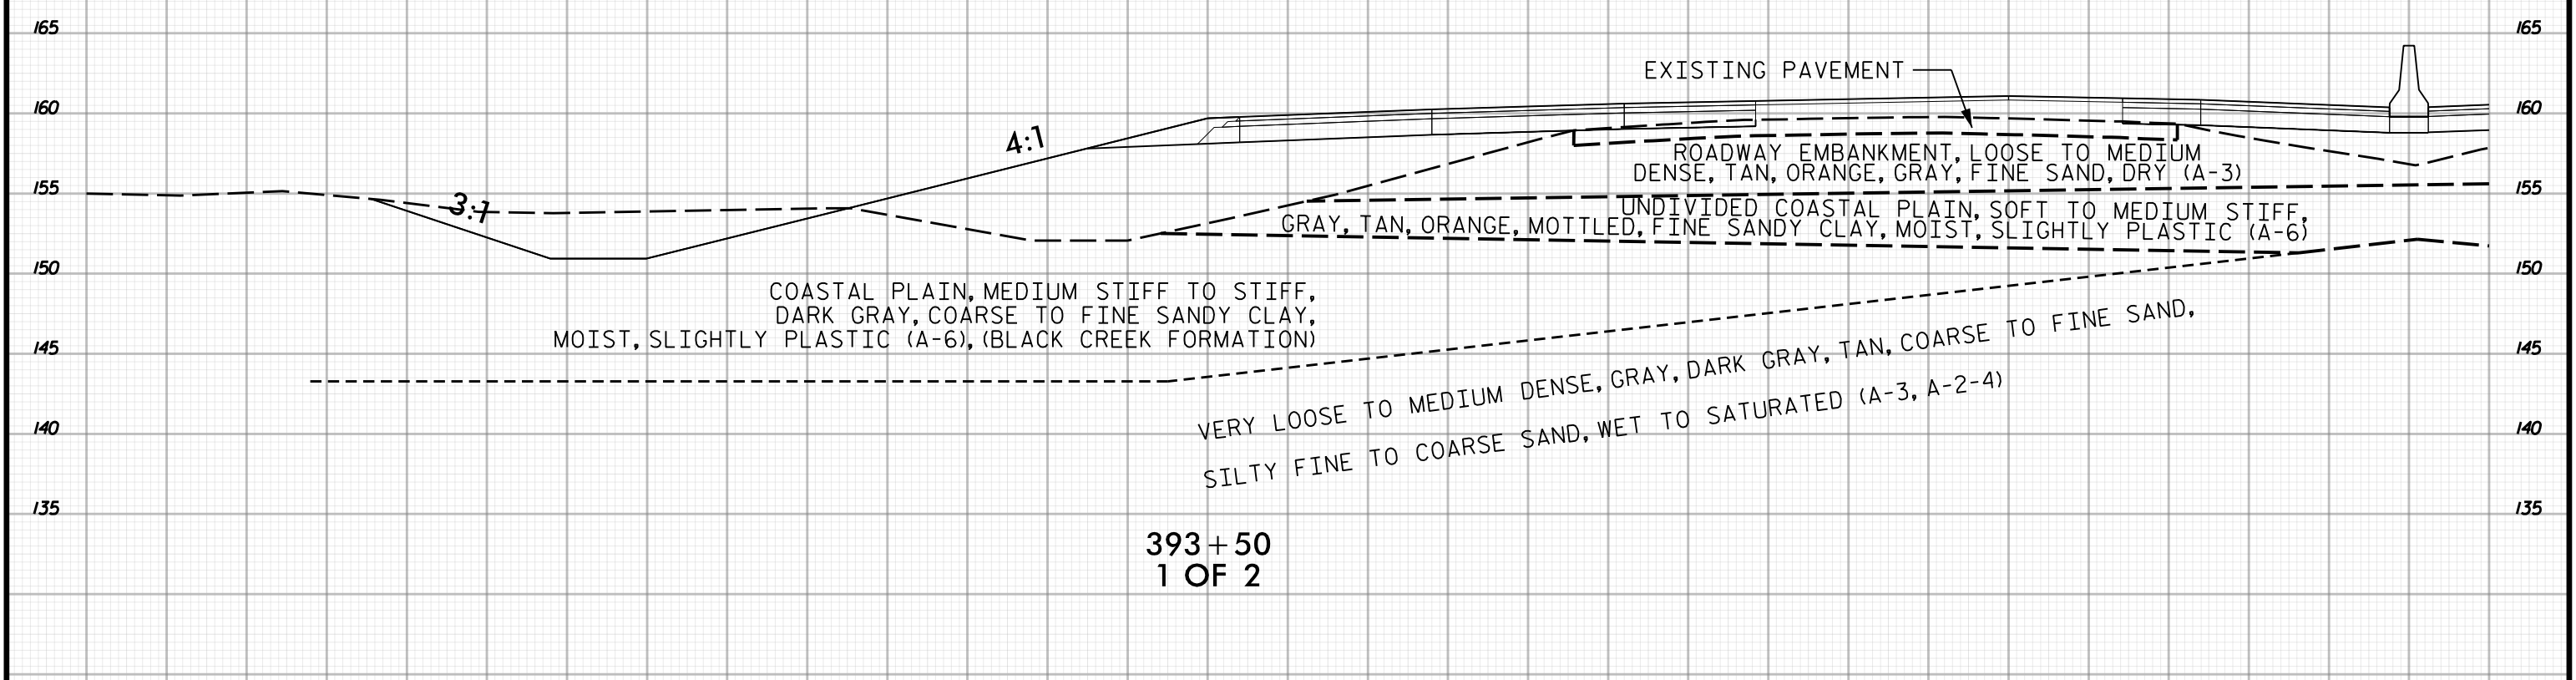 165 165
EXISTING PAVEMENT
160 160
4:1
ROADWAY EMBANKMENT, LOOSE TO MEDIUM
DENSE, TAN, ORANGE, GRAY, FINE SAND, DRY (A-3)
155 155
3:1
UNDIVIDED COASTAL PLAIN, SOFT TO MEDIUM STIFF,
GRAY, TAN, ORANGE, MOTTLED, FINE SANDY CLAY, MOIST, SLIGHTLY PLASTIC (A-6)
150 150
COASTAL PLAIN, MEDIUM STIFF TO STIFF,
DARK GRAY, COARSE TO FINE SANDY CLAY,
MOIST, SLIGHTLY PLASTIC (A-6), (BLACK CREEK FORMATION)
145 145
VERY LOOSE TO MEDIUM DENSE, GRAY, DARK GRAY, TAN, COARSE TO FINE SAND,
SILTY FINE TO COARSE SAND, WET TO SATURATED (A-3, A-2-4)
140 140
135 135
393+50
1 OF 2